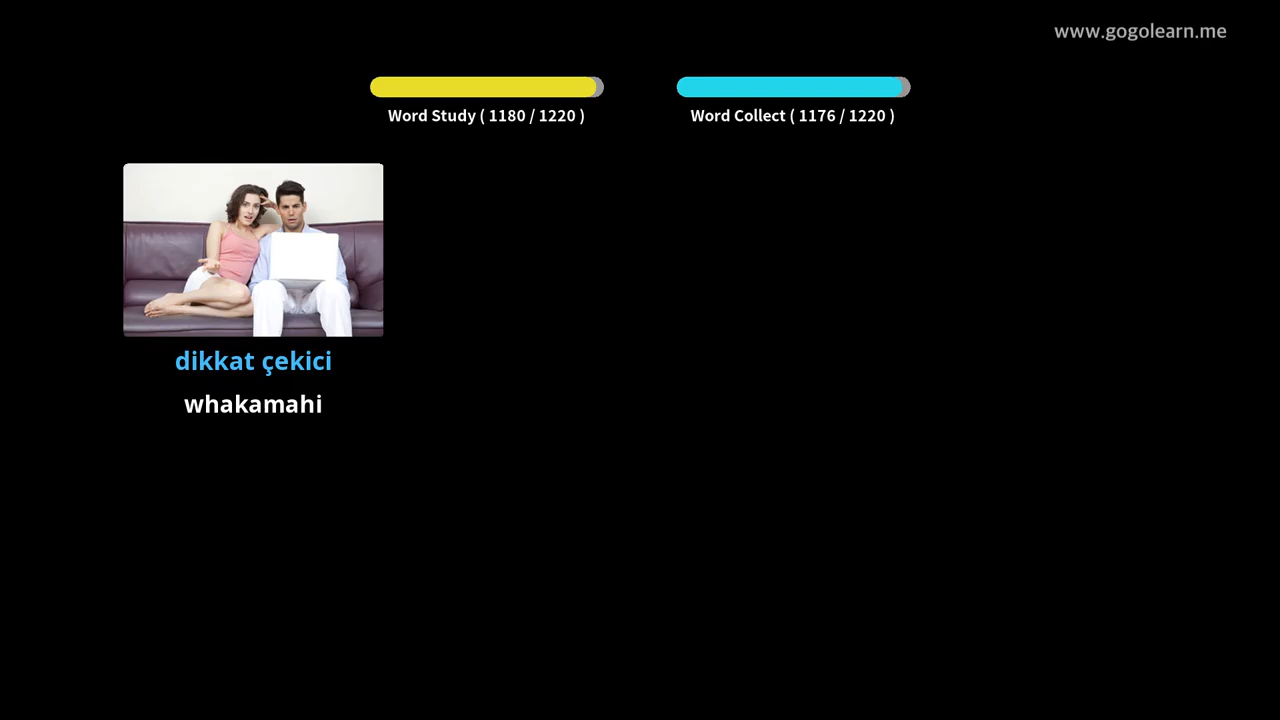 www.gogolearn.me
Word Study ( 1180 / 1220 )
Word Collect ( 1176 / 1220 )
dikkat çekici
whakamahi